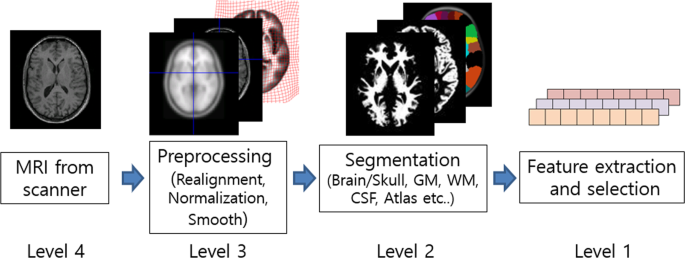 MRI from
scanner
Preprocessing
(Realignment,
Normalization,
Smooth)
Segmentation
(Brain/Skull, GM, WM,
CSF, Atlas etc..)
Feature extraction
and selection
Level 4
Level 3
Level 2
Level 1